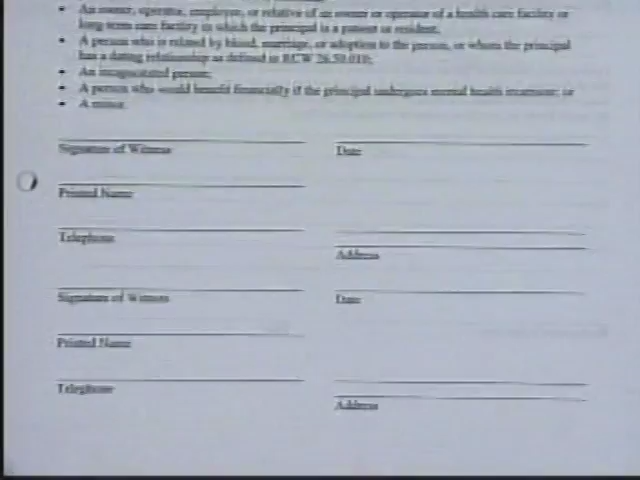 • An owner, operator, employee, or relative of an owner or operator of a health care facility or
long-term care facility in which the principal is a patient or resident;
• A person who is related by blood, marriage, or adoption to the person, or whom the principal
has a dating relationship as defined in RCW 26.50.010;
• An incapacitated person;
• A person who would benefit financially if the principal undergoes mental health treatment; or
• A minor.
Signature of Witness Date
Printed Name
Telephone
Address
Signature of Witness Date
Printed Name
Telephone
Address